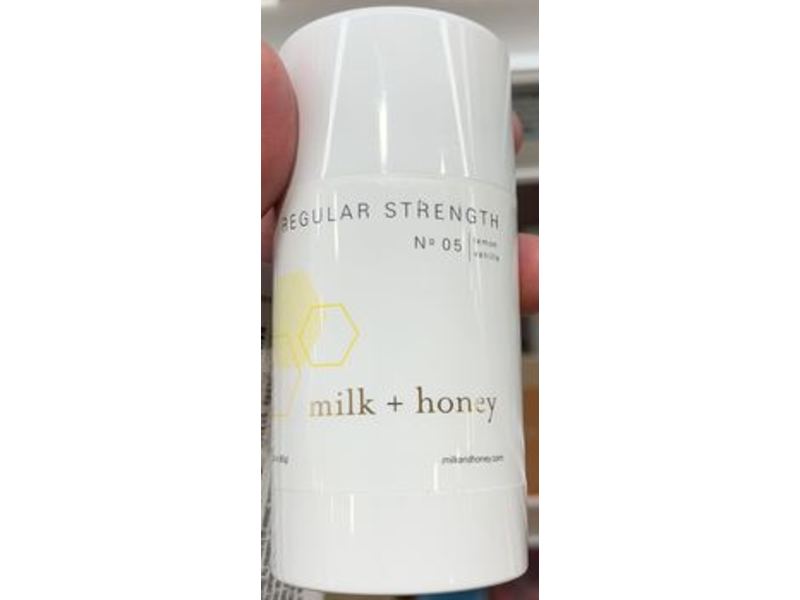 REGULAR STRENGTH
Nº 05 lemon
vanilla
milk + honey
milkandhoney.com